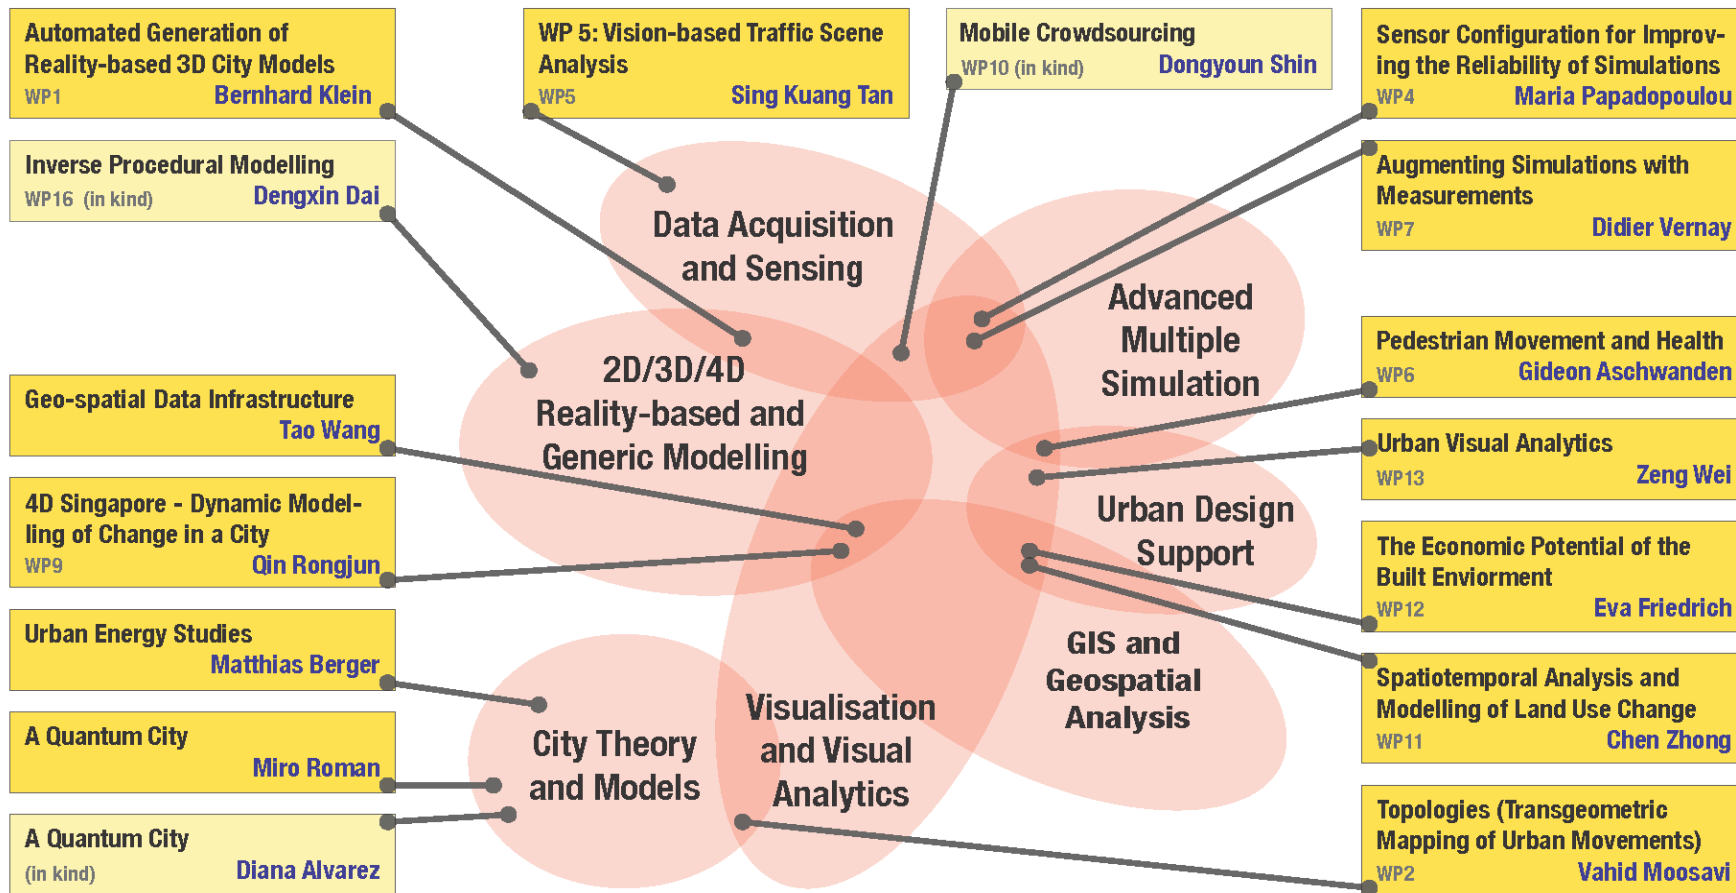 Automated Generation of
Reality-based 3D City Models
WP1 Bernhard Klein
WP 5: Vision-based Traffic Scene
Analysis
WP5 Sing Kuang Tan
Mobile Crowdsourcing
WP10 (in kind) Dongyoun Shin
Sensor Configuration for Improv-
ing the Reliability of Simulations
WP4 Maria Papadopoulou
Inverse Procedural Modelling
WP16 (in kind) Dengxin Dai
Augmenting Simulations with
Measurements
WP7 Didier Vernay
Data Acquisition
and Sensing
Advanced
Multiple
Simulation
2D/3D/4D
Reality-based and
Generic Modelling
Pedestrian Movement and Health
WP6 Gideon Aschwanden
Geo-spatial Data Infrastructure
Tao Wang
Urban Visual Analytics
WP13 Zeng Wei
4D Singapore - Dynamic Model-
ling of Change in a City
WP9 Qin Rongjun
Urban Design
Support
The Economic Potential of the
Built Enviorment
WP12 Eva Friedrich
Urban Energy Studies
Matthias Berger
GIS and
Geospatial
Analysis
Spatiotemporal Analysis and
Modelling of Land Use Change
WP11 Chen Zhong
A Quantum City
Miro Roman
City Theory
and Models
Visualisation
and Visual
Analytics
A Quantum City
(in kind) Diana Alvarez
Topologies (Transgeometric
Mapping of Urban Movements)
WP2 Vahid Moosavi